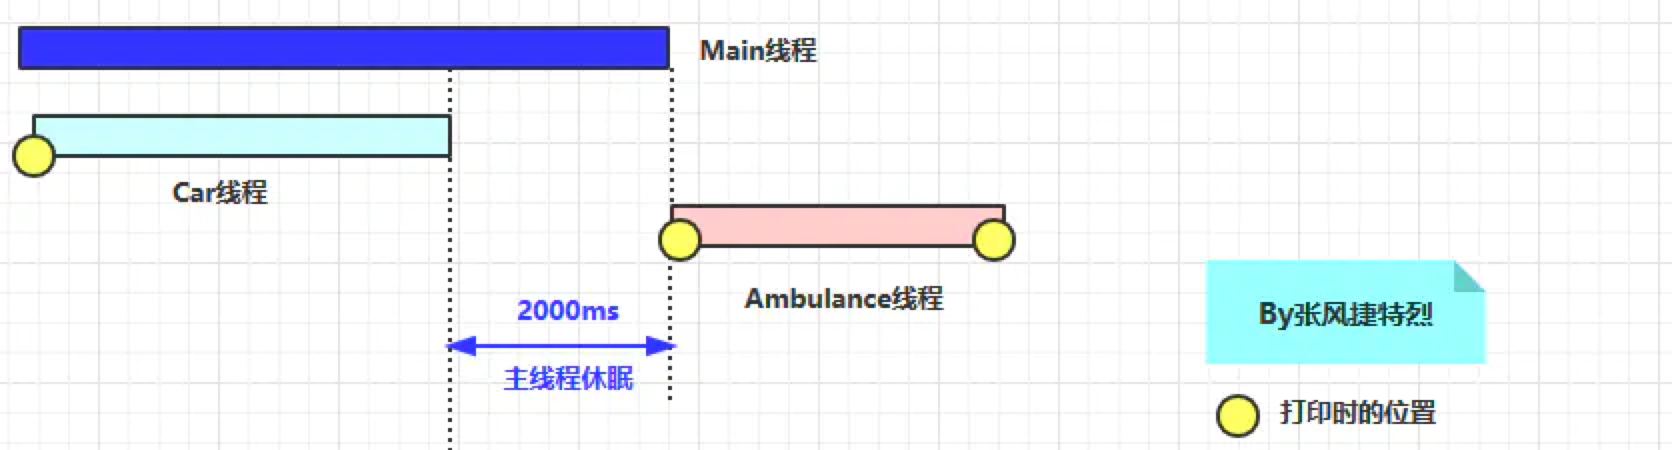 Main线程
Car线程
Ambulance线程
2000ms
主线程休眠
By张风捷特烈
打印时的位置